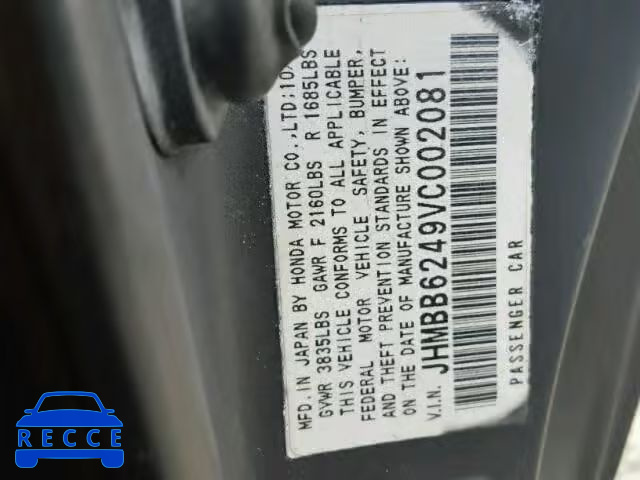 MFD.IN JAPAN BY HONDA MOTOR CO.,LTD:10/
GVWR 3835LBS GAWR F 2160LBS R 1685LBS
THIS VEHICLE CONFORMS TO ALL APPLICABLE
FEDERAL MOTOR VEHICLE SAFETY, BUMPER,
AND THEFT PREVENTION STANDARDS IN EFFECT
ON THE DATE OF MANUFACTURE SHOWN ABOVE:
V.I.N. JHMBB6249VC002081
PASSENGER CAR
RECCE